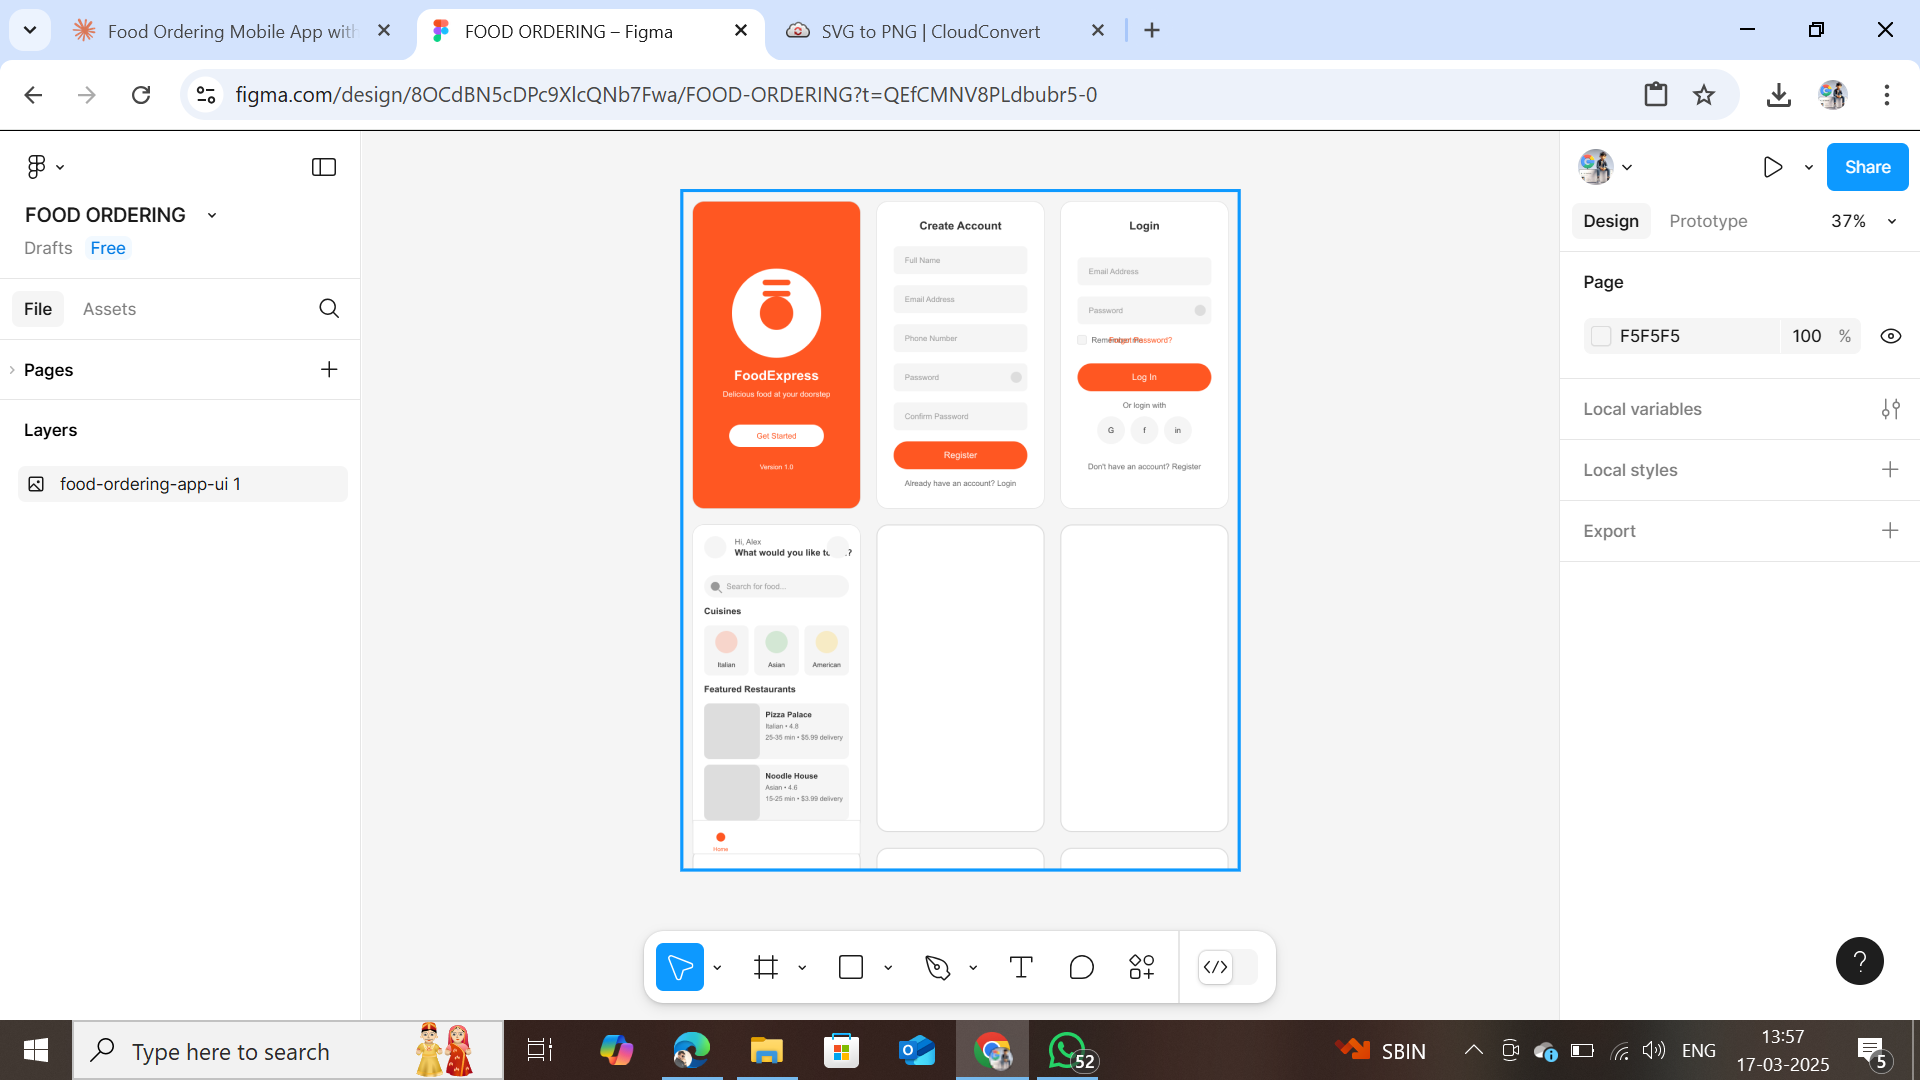 Food Ordering Mobile App with
FOOD ORDERING – Figma
SVG to PNG | CloudConvert
figma.com/design/8OCdBN5cDPc9XlcQNb7Fwa/FOOD-ORDERING?t=QEfCMNV8PLdbubr5-0
FOOD ORDERING
Drafts
Free
File
Assets
Pages
Layers
food-ordering-app-ui 1
FoodExpress
Delicious food at your doorstep
Get Started
Version 1.0
Create Account
Full Name
Email Address
Phone Number
Password
Confirm Password
Register
Already have an account? Login
Login
Email Address
Password
Forgot Password?
Log In
Or login with
G
f
in
Don't have an account? Register
Hi, Alex
What would you like to ?
Search for food...
Cuisines
Italian
Asian
American
Featured Restaurants
Pizza Palace
Italian • 4.8
25-35 min • $5.99 delivery
Noodle House
Asian • 4.6
15-25 min • $3.99 delivery
Home
Share
Design
Prototype
37%
Page
F5F5F5
100
%
Local variables
Local styles
Export
?
Type here to search
52
SBIN
ENG
13:57
17-03-2025
5